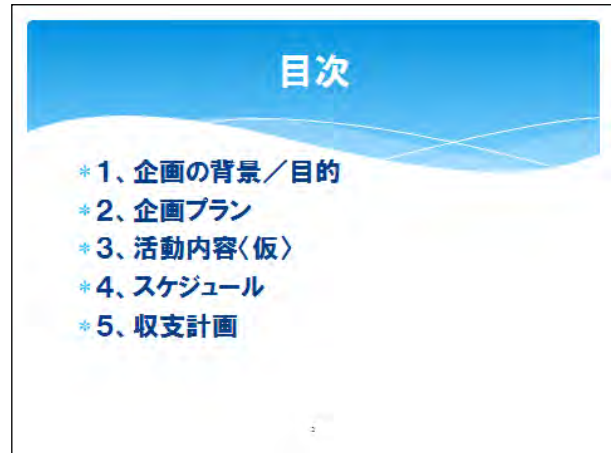 目次
*1、企画の背景／目的
*2、企画プラン
*3、活動内容〈仮〉
*4、スケジュール
*5、収支計画
2